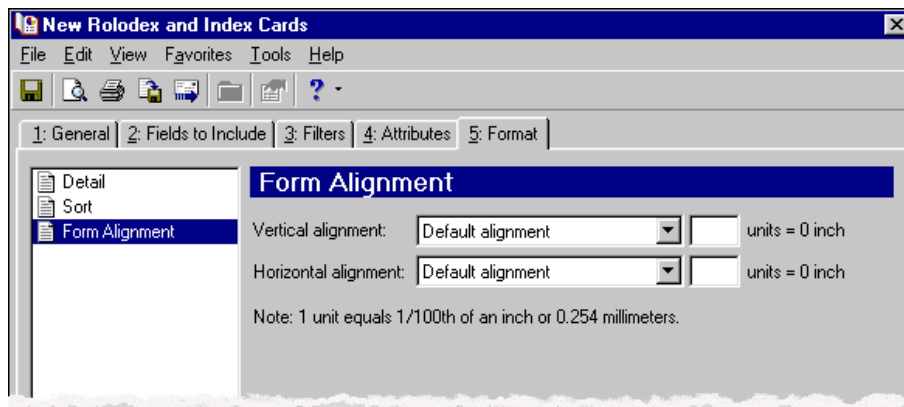 New Rolodex and Index Cards
File Edit View Favorites Tools Help
1: General 2: Fields to Include 3: Filters 4: Attributes 5: Format
Detail
Sort
Form Alignment
Form Alignment
Vertical alignment: Default alignment units = 0 inch
Horizontal alignment: Default alignment units = 0 inch
Note: 1 unit equals 1/100th of an inch or 0.254 millimeters.